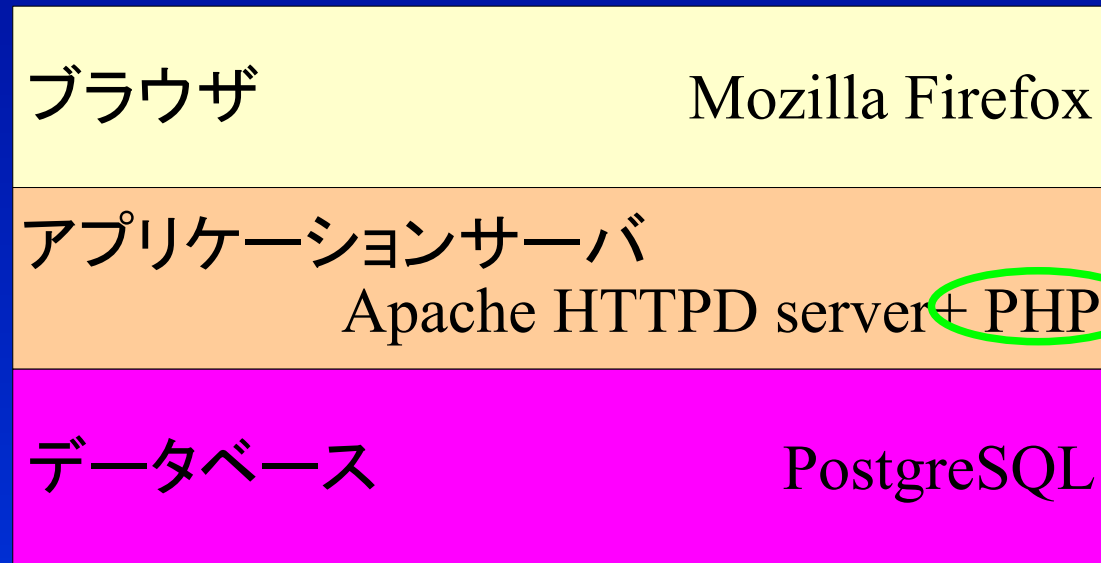 ブラウザ Mozilla Firefox
アプリケーションサーバ
Apache HTTPD server+ PHP
データベース PostgreSQL